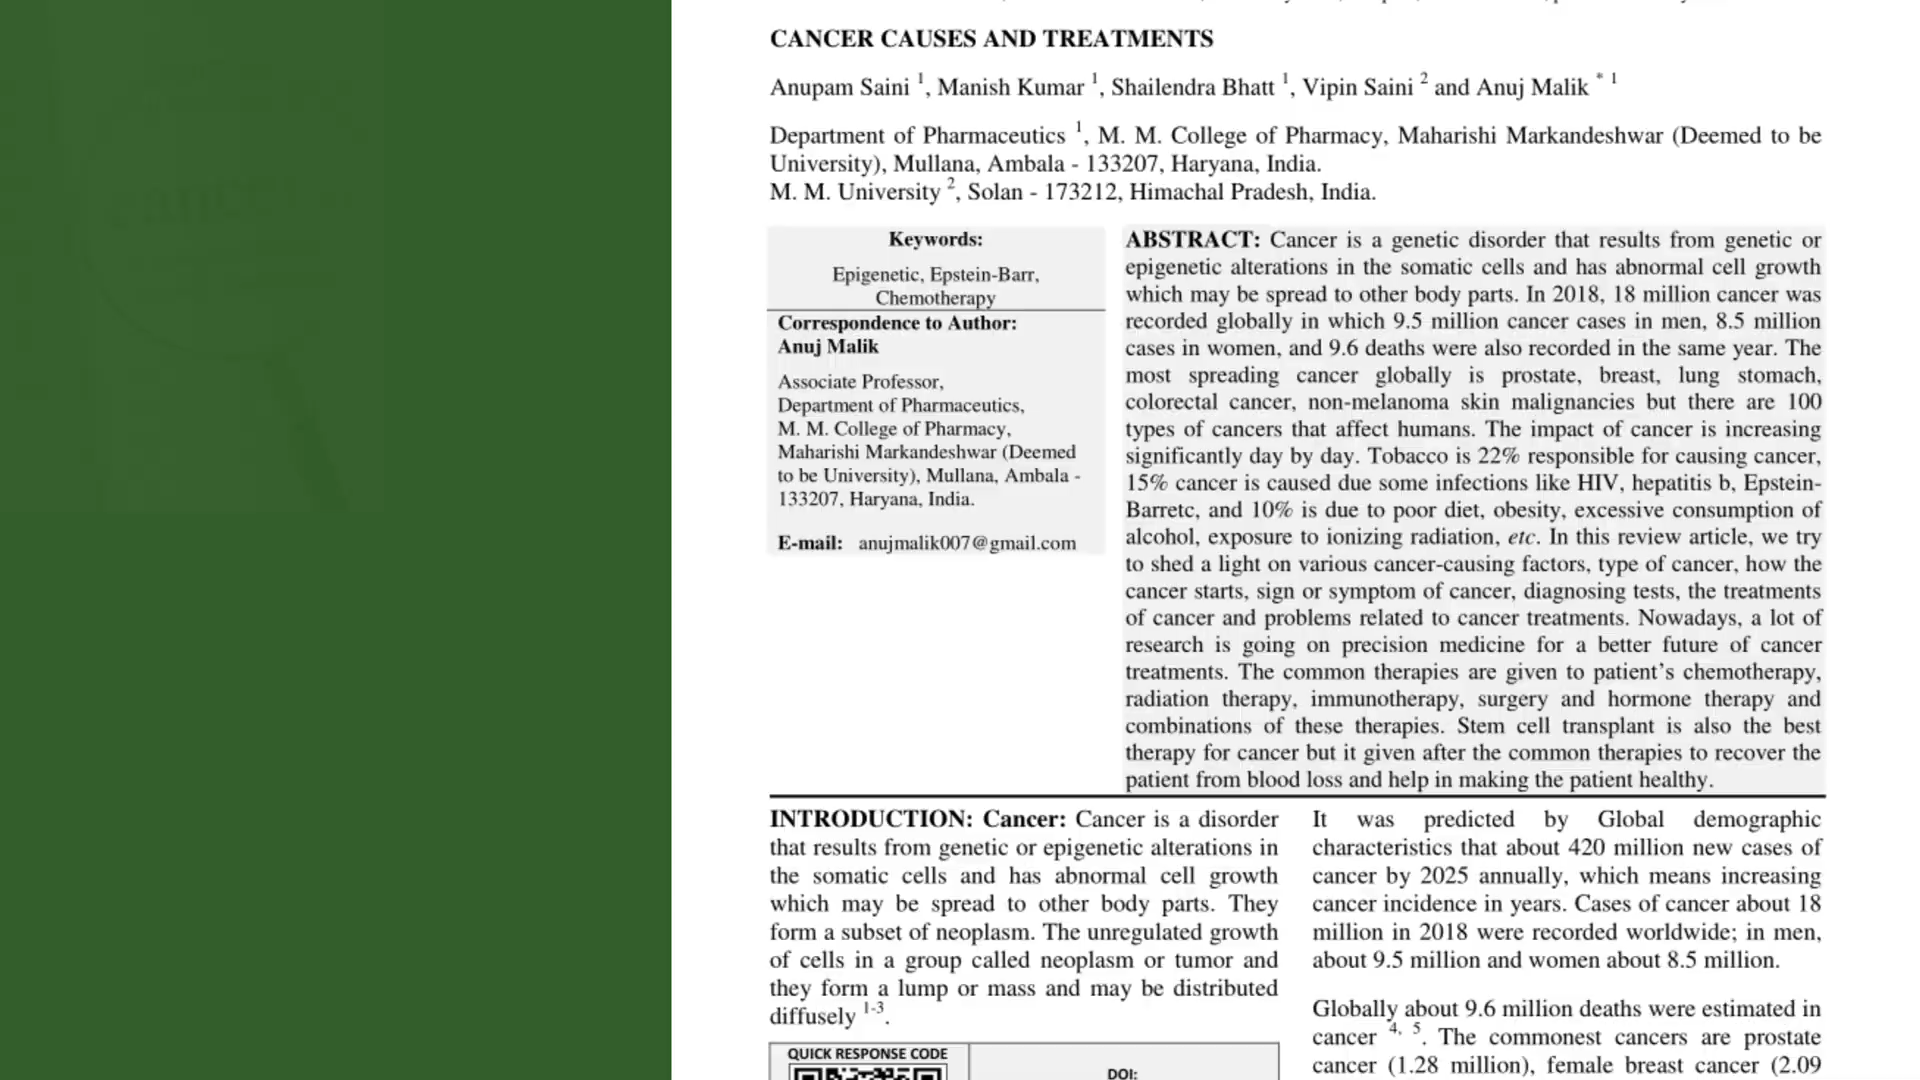 CANCER CAUSES AND TREATMENTS
Anupam Saini 1, Manish Kumar 1, Shailendra Bhatt 1, Vipin Saini 2 and Anuj Malik * 1
Department of Pharmaceutics 1, M. M. College of Pharmacy, Maharishi Markandeshwar (Deemed to be
University), Mullana, Ambala - 133207, Haryana, India.
M. M. University 2, Solan - 173212, Himachal Pradesh, India.
Keywords:
Epigenetic, Epstein-Barr,
Chemotherapy
Correspondence to Author:
Anuj Malik
Associate Professor,
Department of Pharmaceutics,
M. M. College of Pharmacy,
Maharishi Markandeshwar (Deemed
to be University), Mullana, Ambala -
133207, Haryana, India.
E-mail: anujmalik007@gmail.com
ABSTRACT: Cancer is a genetic disorder that results from genetic or
epigenetic alterations in the somatic cells and has abnormal cell growth
which may be spread to other body parts. In 2018, 18 million cancer was
recorded globally in which 9.5 million cancer cases in men, 8.5 million
cases in women, and 9.6 deaths were also recorded in the same year. The
most spreading cancer globally is prostate, breast, lung stomach,
colorectal cancer, non-melanoma skin malignancies but there are 100
types of cancers that affect humans. The impact of cancer is increasing
significantly day by day. Tobacco is 22% responsible for causing cancer,
15% cancer is caused due some infections like HIV, hepatitis b, Epstein-
Barretc, and 10% is due to poor diet, obesity, excessive consumption of
alcohol, exposure to ionizing radiation, etc. In this review article, we try
to shed a light on various cancer-causing factors, type of cancer, how the
cancer starts, sign or symptom of cancer, diagnosing tests, the treatments
of cancer and problems related to cancer treatments. Nowadays, a lot of
research is going on precision medicine for a better future of cancer
treatments. The common therapies are given to patient's chemotherapy,
radiation therapy, immunotherapy, surgery and hormone therapy and
combinations of these therapies. Stem cell transplant is also the best
therapy for cancer but it given after the common therapies to recover the
patient from blood loss and help in making the patient healthy.
INTRODUCTION: Cancer: Cancer is a disorder
that results from genetic or epigenetic alterations in
the somatic cells and has abnormal cell growth
which may be spread to other body parts. They
form a subset of neoplasm. The unregulated growth
of cells in a group called neoplasm or tumor and
they form a lump or mass and may be distributed
diffusely 1-3.
QUICK RESPONSE CODE
DOI:
It was predicted by Global demographic
characteristics that about 420 million new cases of
cancer by 2025 annually, which means increasing
cancer incidence in years. Cases of cancer about 18
million in 2018 were recorded worldwide; in men,
about 9.5 million and women about 8.5 million.
Globally about 9.6 million deaths were estimated in
cancer 4, 5. The commonest cancers are prostate
cancer (1.28 million), female breast cancer (2.09